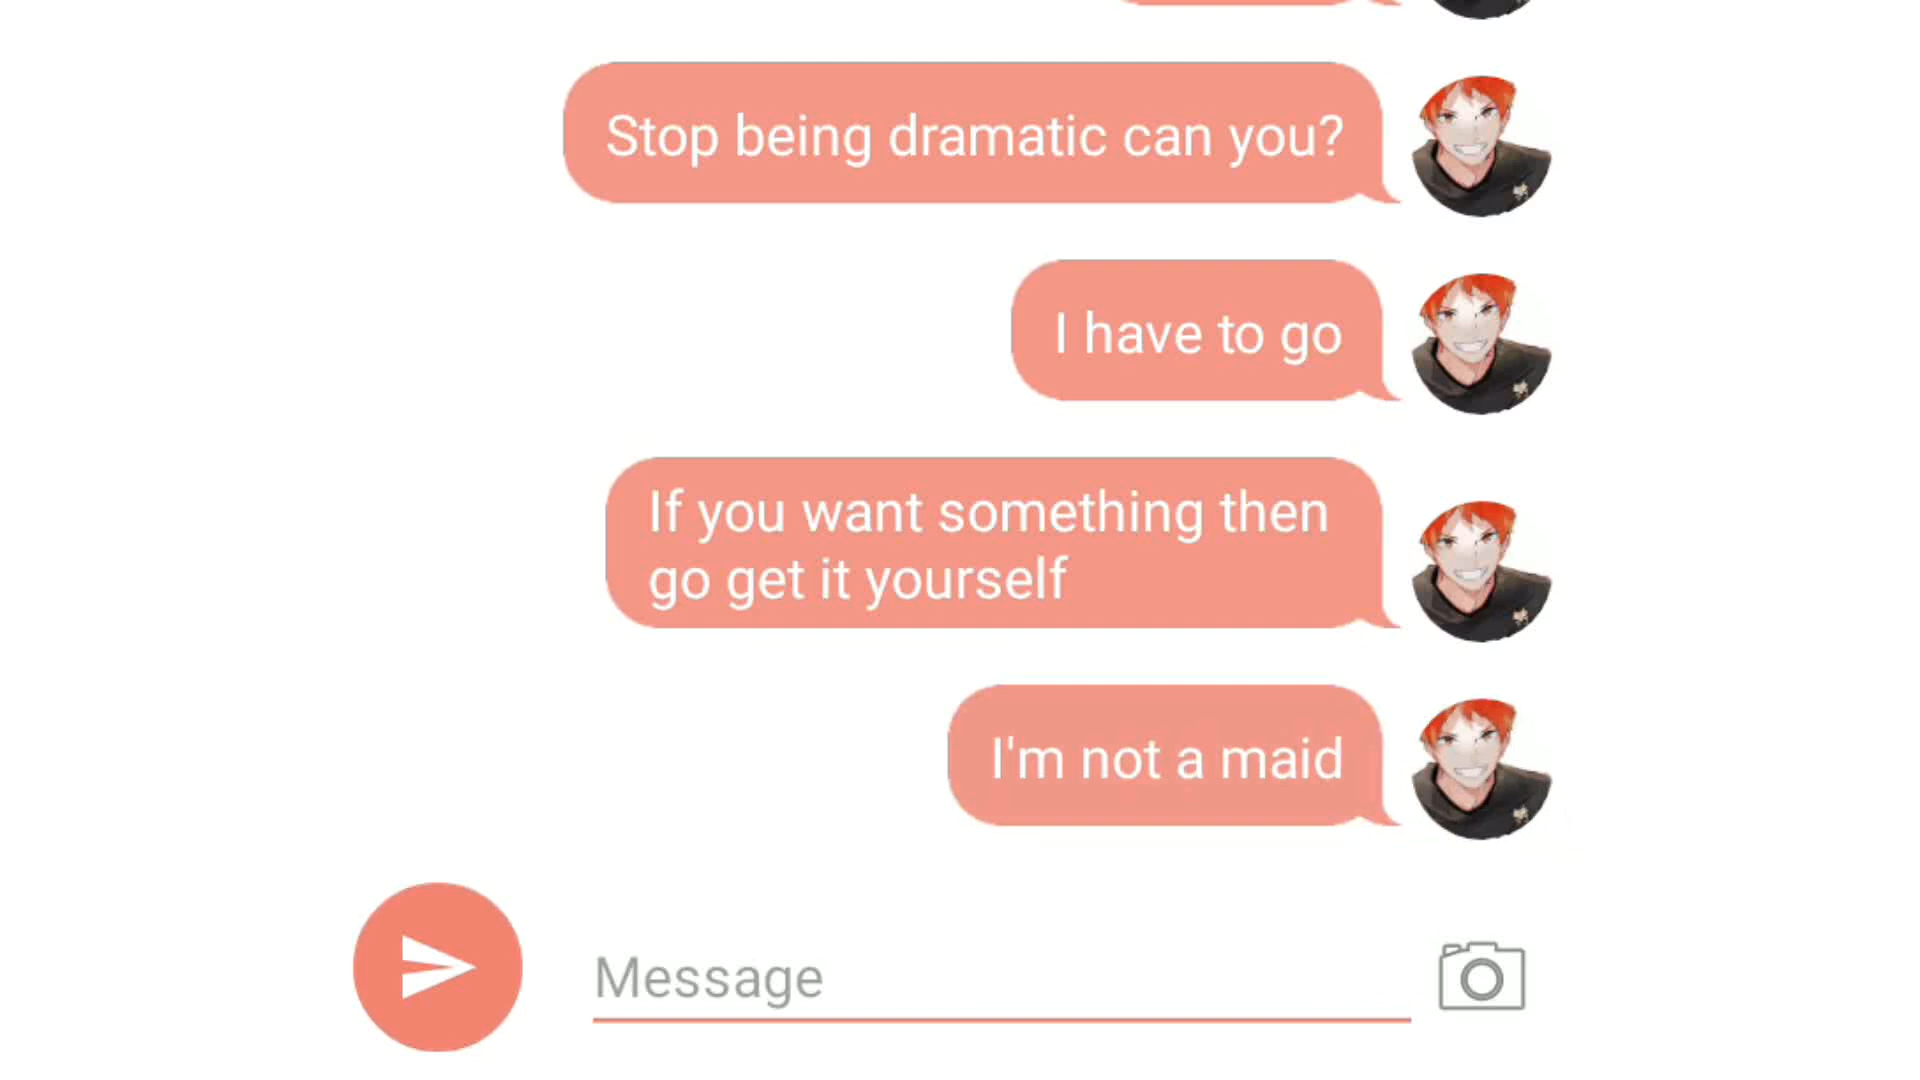 Stop being dramatic can you?
I have to go
If you want something then
go get it yourself
I'm not a maid
Message